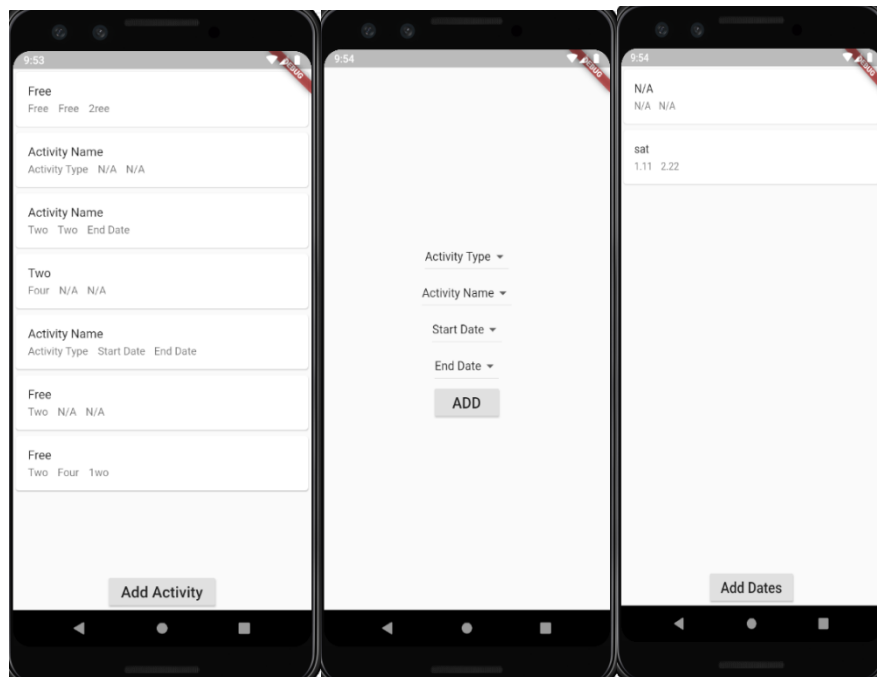 9:53
DEBUG
Free
Free Free 2ree
Activity Name
Activity Type N/A N/A
Activity Name
Two Two End Date
Two
Four N/A N/A
Activity Name
Activity Type Start Date End Date
Free
Two N/A N/A
Free
Two Four 1wo
Add Activity
9:54
DEBUG
Activity Type
Activity Name
Start Date
End Date
ADD
9:54
DEBUG
N/A
N/A N/A
sat
1.11 2.22
Add Dates